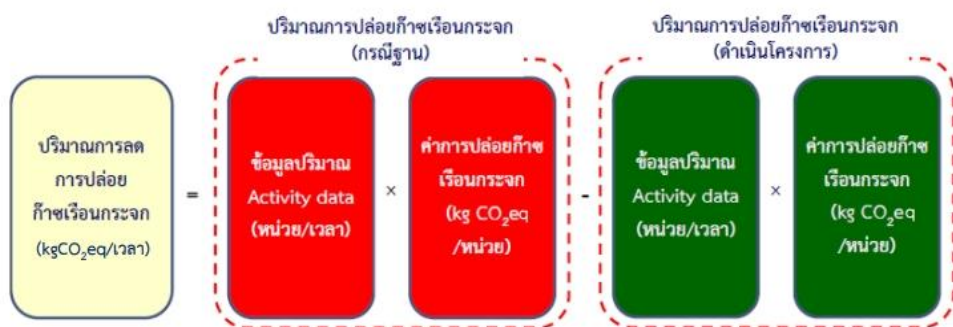 ปริมาณการปล่อยก๊าซเรือนกระจก
(กรณีฐาน)
ปริมาณการปล่อยก๊าซเรือนกระจก
(ดำเนินโครงการ)
ปริมาณการลด
การปล่อย
ก๊าซเรือนกระจก
(kgCO₂eq/เวลา)
=
ข้อมูลปริมาณ
Activity data
(หน่วย/เวลา)
×
ค่าการปล่อยก๊าซ
เรือนกระจก
(kg CO₂eq
/หน่วย)
-
ข้อมูลปริมาณ
Activity data
(หน่วย/เวลา)
×
ค่าการปล่อยก๊าซ
เรือนกระจก
(kg CO₂eq
/หน่วย)